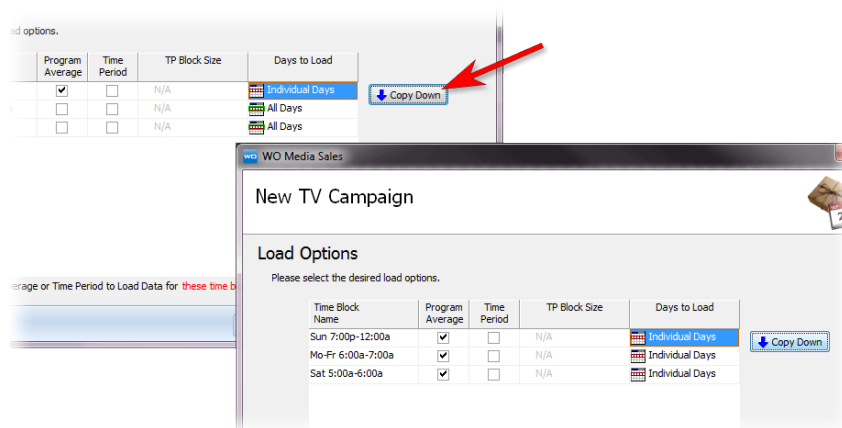 options.
Program Time TP Block Size Days to Load
Average Period
N/A Individual Days
Copy Down
N/A All Days
N/A All Days
WO WO Media Sales
New TV Campaign
Load Options
Please select the desired load options.
Time Block Program Time TP Block Size Days to Load
Name Average Period
Sun 7:00p-12:00a N/A Individual Days
Copy Down
Mo-Fr 6:00a-7:00a N/A Individual Days
Sat 5:00a-6:00a N/A Individual Days
or Time Period to Load Data for these time